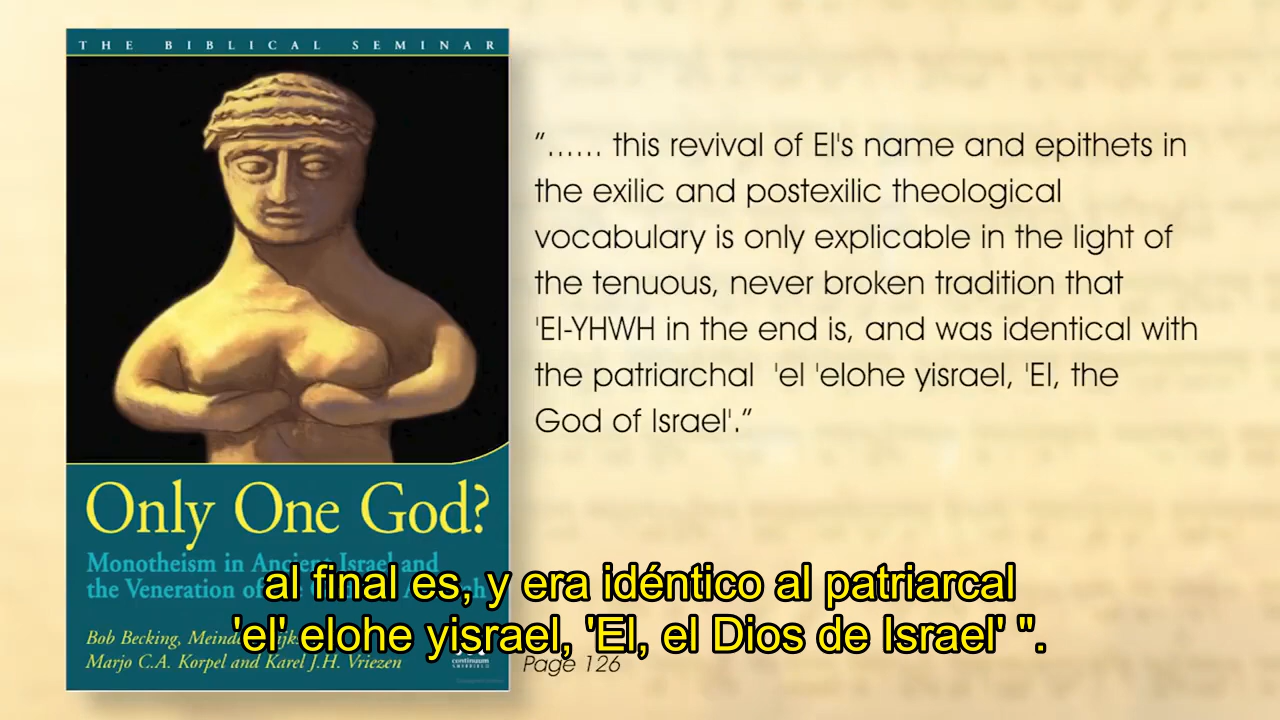 THE BIBLICAL SEMINAR
"...... this revival of El's name and epithets in
the exilic and postexilic theological
vocabulary is only explicable in the light of
the tenuous, never broken tradition that
'El-YHWH in the end is, and was identical with
the patriarchal 'el 'elohe yisrael, 'El, the
God of Israel'."
Only One God?
Monotheism in Ancient Israel and
the Veneration of
al final es, y era idéntico al patriarcal
'el' elohe yisrael, 'El, el Dios de Israel' ".
Bob Becking,
Marjo C.A. Korpel and Karel J.H. Vriezen
continuum
Page 126